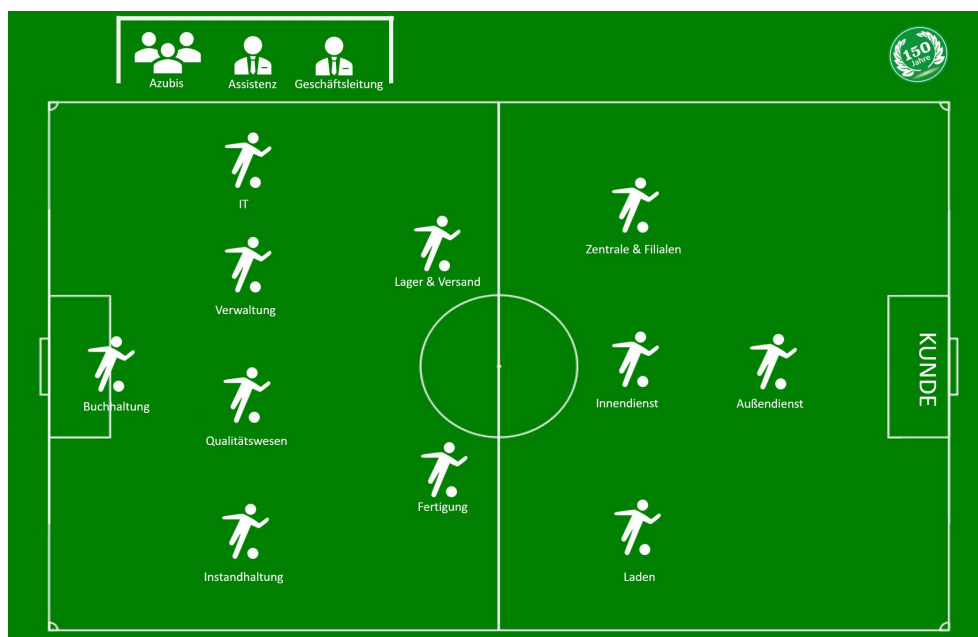 Azubis
Assistenz
Geschäftsleitung
150
Jahre
IT
Zentrale & Filialen
Lager & Versand
Verwaltung
KUNDE
Buchhaltung
Innendienst
Außendienst
Qualitätswesen
Fertigung
Instandhaltung
Laden